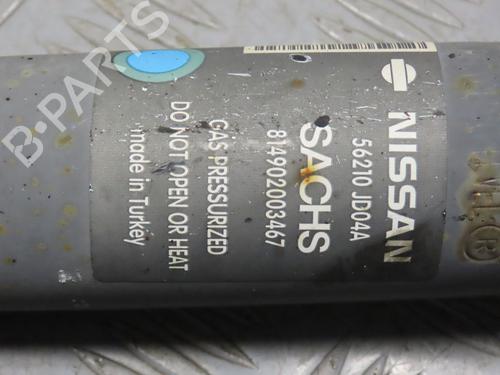 NISSAN
56210 JD04A
SACHS
814902003467
GAS PRESSURIZED
DO NOT OPEN OR HEAT
made in Turkey
B-PARTS